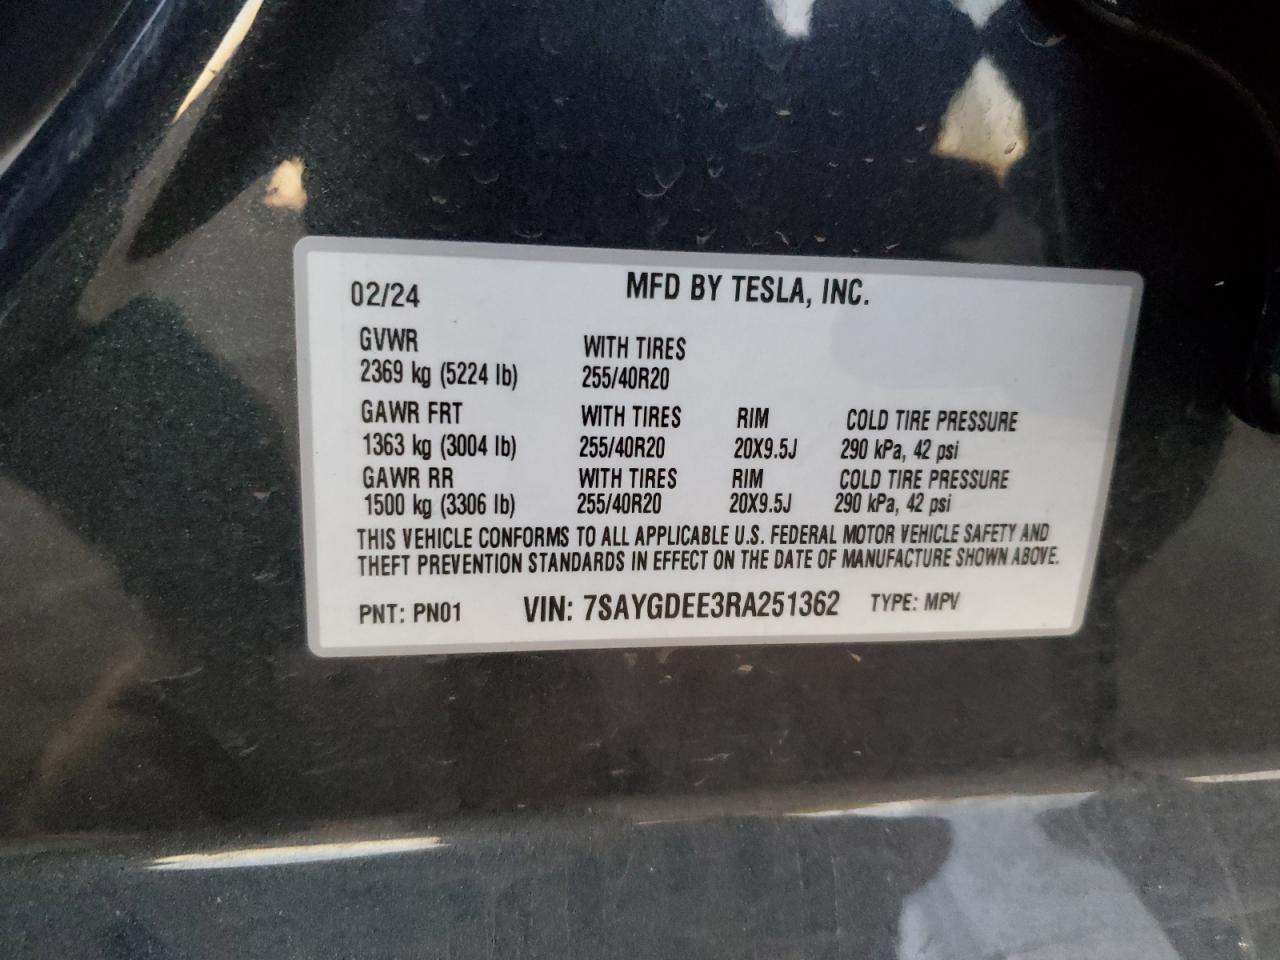 02/24 MFD BY TESLA, INC.
GVWR WITH TIRES
2369 kg (5224 lb) 255/40R20
GAWR FRT WITH TIRES RIM COLD TIRE PRESSURE
1363 kg (3004 lb) 255/40R20 20X9.5J 290 kPa, 42 psi
GAWR RR WITH TIRES RIM COLD TIRE PRESSURE
1500 kg (3306 lb) 255/40R20 20X9.5J 290 kPa, 42 psi
THIS VEHICLE CONFORMS TO ALL APPLICABLE U.S. FEDERAL MOTOR VEHICLE SAFETY AND
THEFT PREVENTION STANDARDS IN EFFECT ON THE DATE OF MANUFACTURE SHOWN ABOVE.
PNT: PN01 VIN: 7SAYGDEE3RA251362 TYPE: MPV